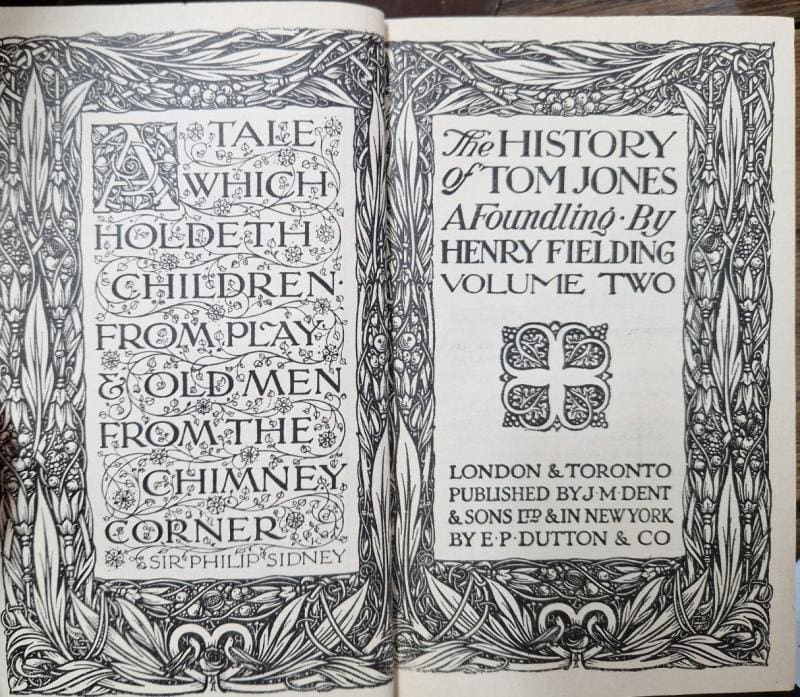 A TALE
WHICH
HOLDETH
CHILDREN·
FROM PLAY
& OLD MEN
FROM THE
CHIMNEY
CORNER
SIR PHILIP SIDNEY
The HISTORY
of TOM JONES
A Foundling · By
HENRY FIELDING
VOLUME TWO
LONDON & TORONTO
PUBLISHED BY J·M·DENT
& SONS LTD & IN NEW YORK
BY E·P·DUTTON & CO